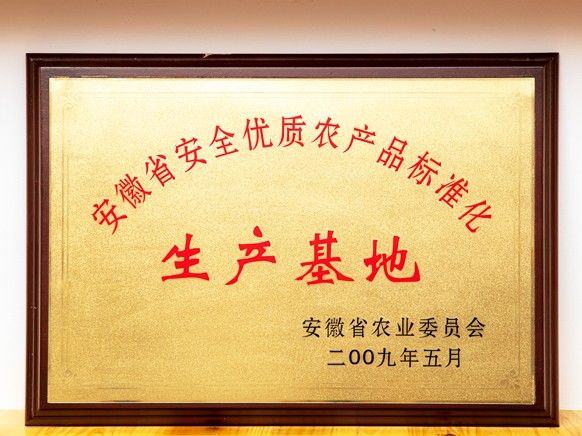 安徽省安全优质农产品标准化
生产基地
安徽省农业委员会
二00九年五月